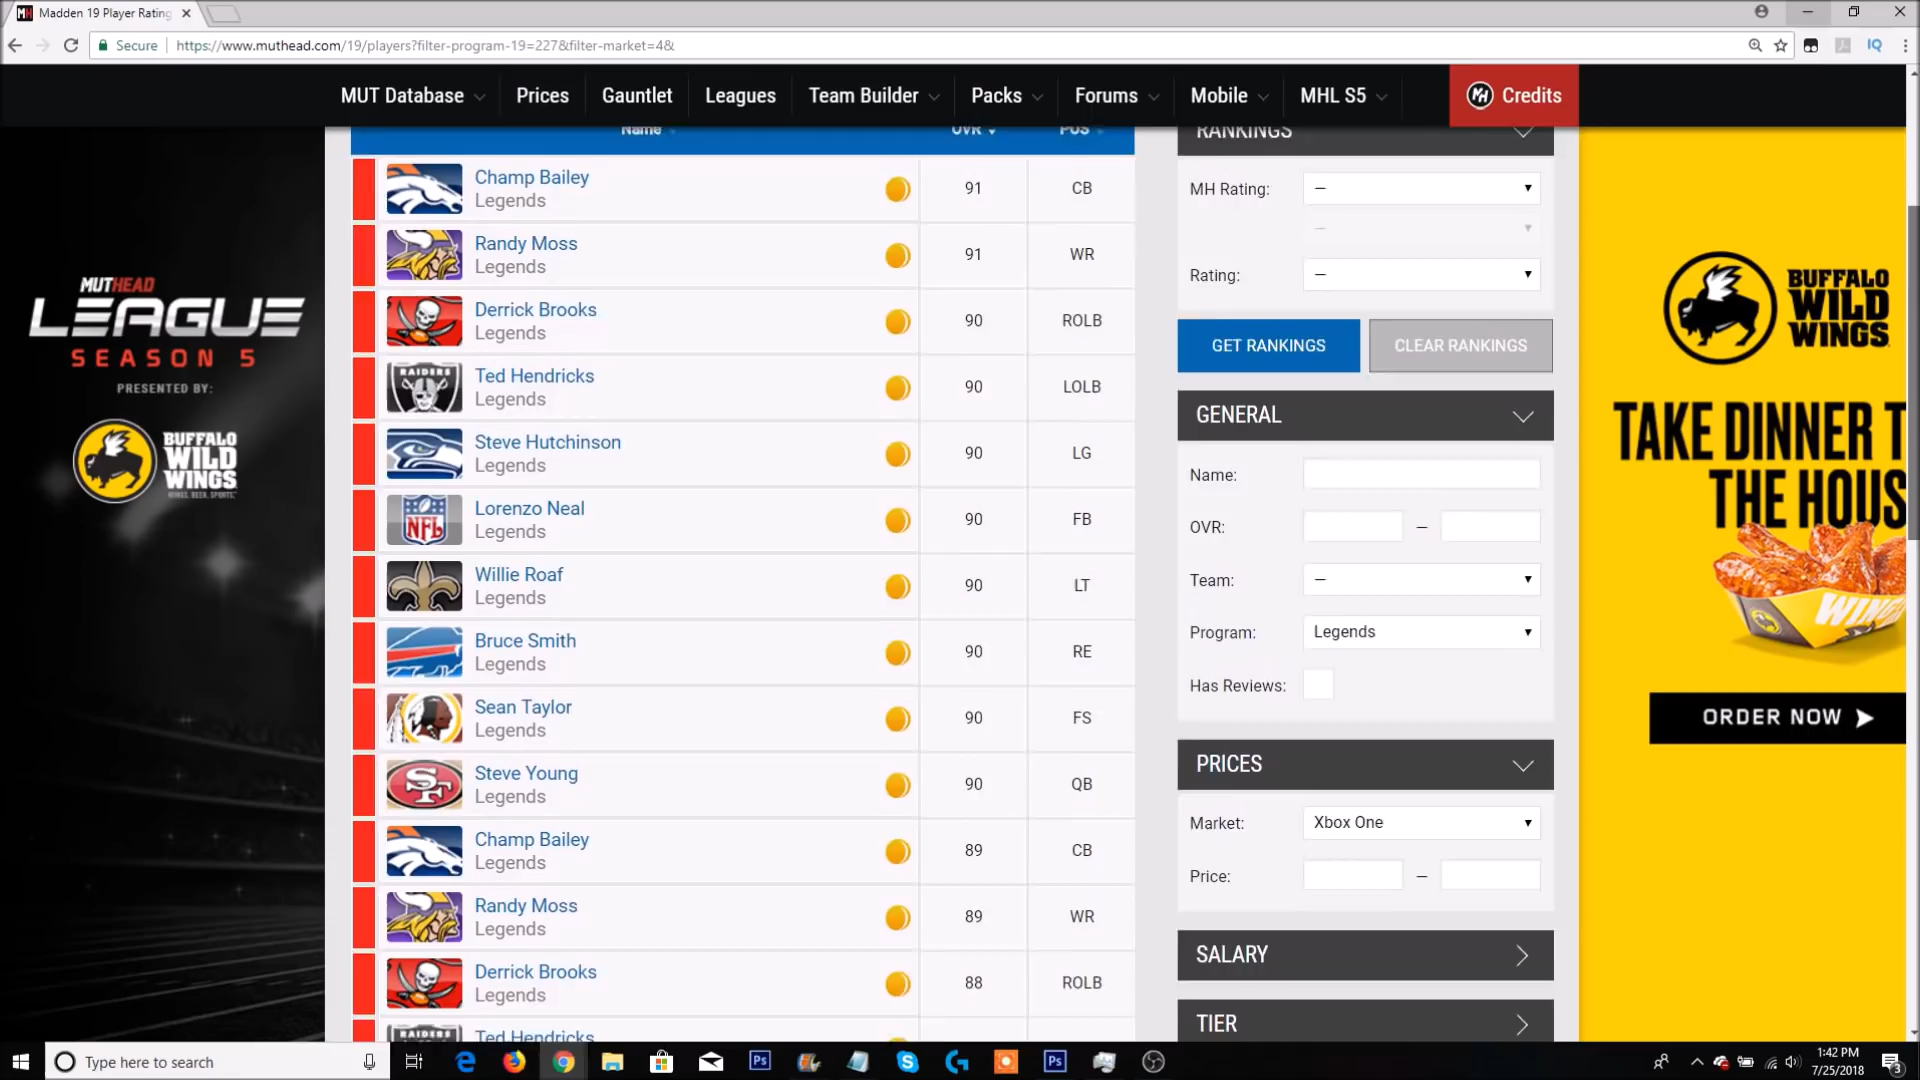 Madden 19 Player Rating
Secure https://www.muthead.com/19/players?filter-program-19=227&filter-market=4&
MUT Database Prices Gauntlet Leagues Team Builder Packs Forums Mobile MHL S5 Credits
Name OVR POS
RANKINGS
Champ Bailey
Legends
91 CB
MH Rating: —
—
Randy Moss
Legends
91 WR
Rating: —
Derrick Brooks
Legends
90 ROLB
GET RANKINGS CLEAR RANKINGS
Ted Hendricks
Legends
90 LOLB
GENERAL
Steve Hutchinson
Legends
90 LG
Name:
Lorenzo Neal
Legends
90 FB
OVR: —
Willie Roaf
Legends
90 LT
Team: —
Bruce Smith
Legends
90 RE
Program: Legends
Has Reviews:
Sean Taylor
Legends
90 FS
PRICES
Steve Young
Legends
90 QB
Market: Xbox One
Champ Bailey
Legends
89 CB
Price: —
Randy Moss
Legends
89 WR
SALARY
Derrick Brooks
Legends
88 ROLB
TIER
Ted Hendricks
MUTHEAD
LEAGUE
SEASON 5
PRESENTED BY:
BUFFALO
WILD
WINGS
BUFFALO
WILD
WINGS
TAKE DINNER T
THE HOUS
WING
ORDER NOW
RAIDERS
NFL
SF
Type here to search
1:42 PM
7/25/2018
3